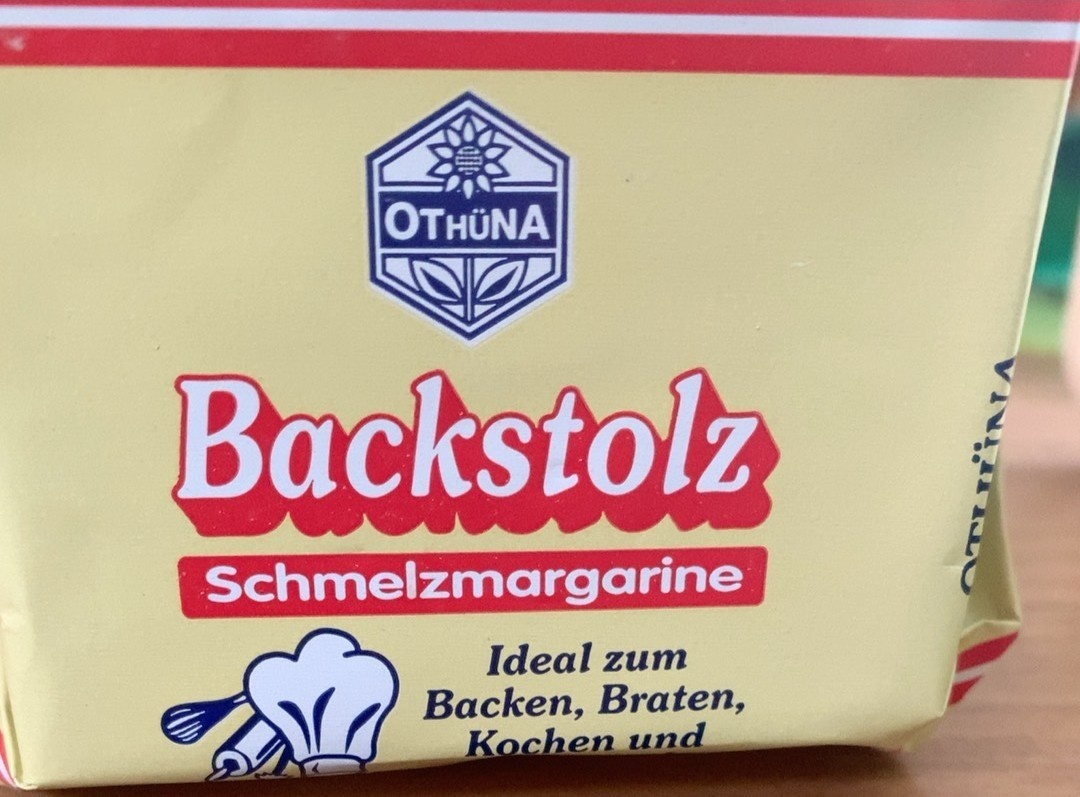 OTHÜNA
Backstolz
Schmelzmargarine
Ideal zum
Backen, Braten,
Kochen und
OTHÜNA